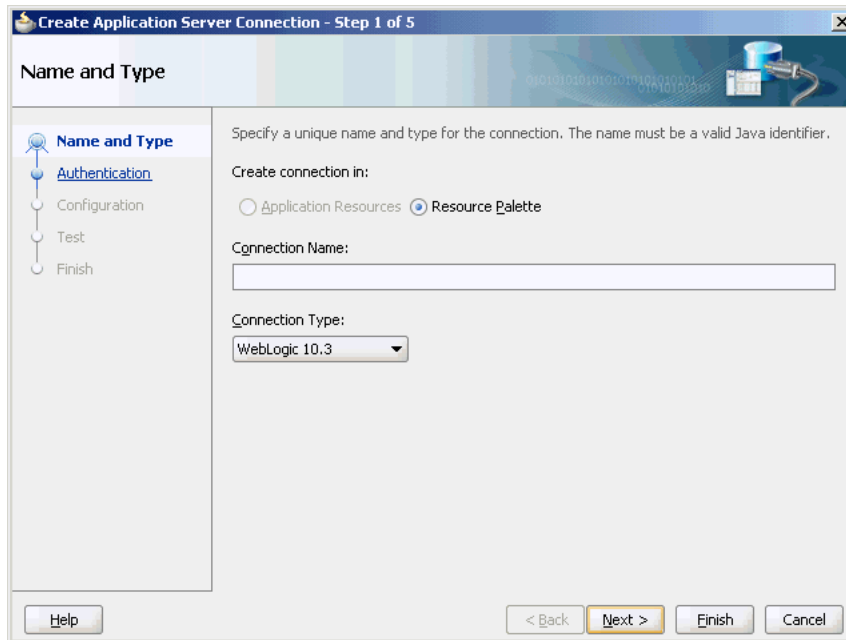 Create Application Server Connection - Step 1 of 5
Name and Type
Name and Type
Authentication
Configuration
Test
Finish
Specify a unique name and type for the connection. The name must be a valid Java identifier.
Create connection in:
Application Resources Resource Palette
Connection Name:
Connection Type:
WebLogic 10.3
Help < Back Next > Finish Cancel